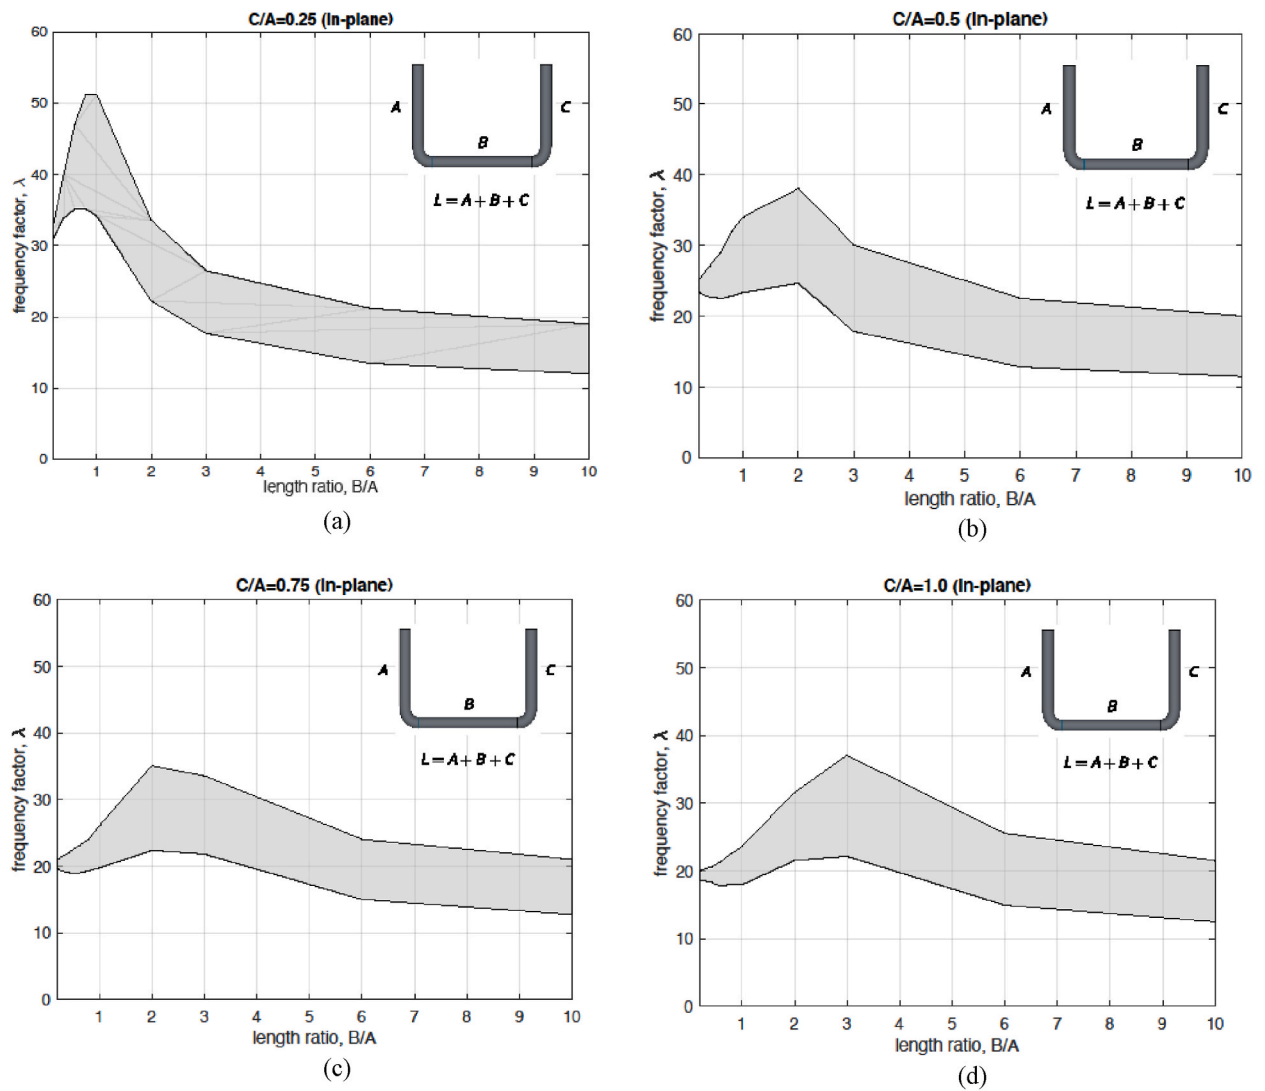 C/A=0.25 (In-plane)
60
50
40
30
20
10
0
frequency factor, λ
A
C
B
L = A + B + C
1 2 3 4 5 6 7 8 9 10
length ratio, B/A
(a)
C/A=0.5 (In-plane)
60
50
40
30
20
10
0
frequency factor, λ
A
C
B
L = A + B + C
1 2 3 4 5 6 7 8 9 10
length ratio, B/A
(b)
C/A=0.75 (In-plane)
60
50
40
30
20
10
0
frequency factor, λ
A
C
B
L = A + B + C
1 2 3 4 5 6 7 8 9 10
length ratio, B/A
(c)
C/A=1.0 (In-plane)
60
50
40
30
20
10
0
frequency factor, λ
A
C
B
L = A + B + C
1 2 3 4 5 6 7 8 9 10
length ratio, B/A
(d)